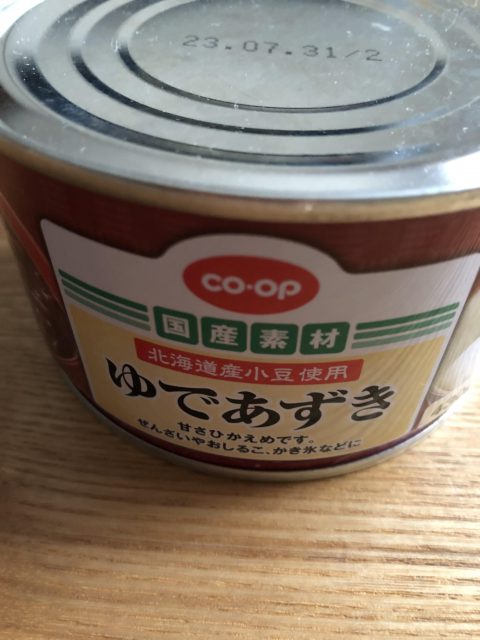 23.07.31/2
CO·OP
国産素材
北海道産小豆使用
ゆであずき
甘さひかえめです。
ぜんざいやおしるこ、かき氷などに